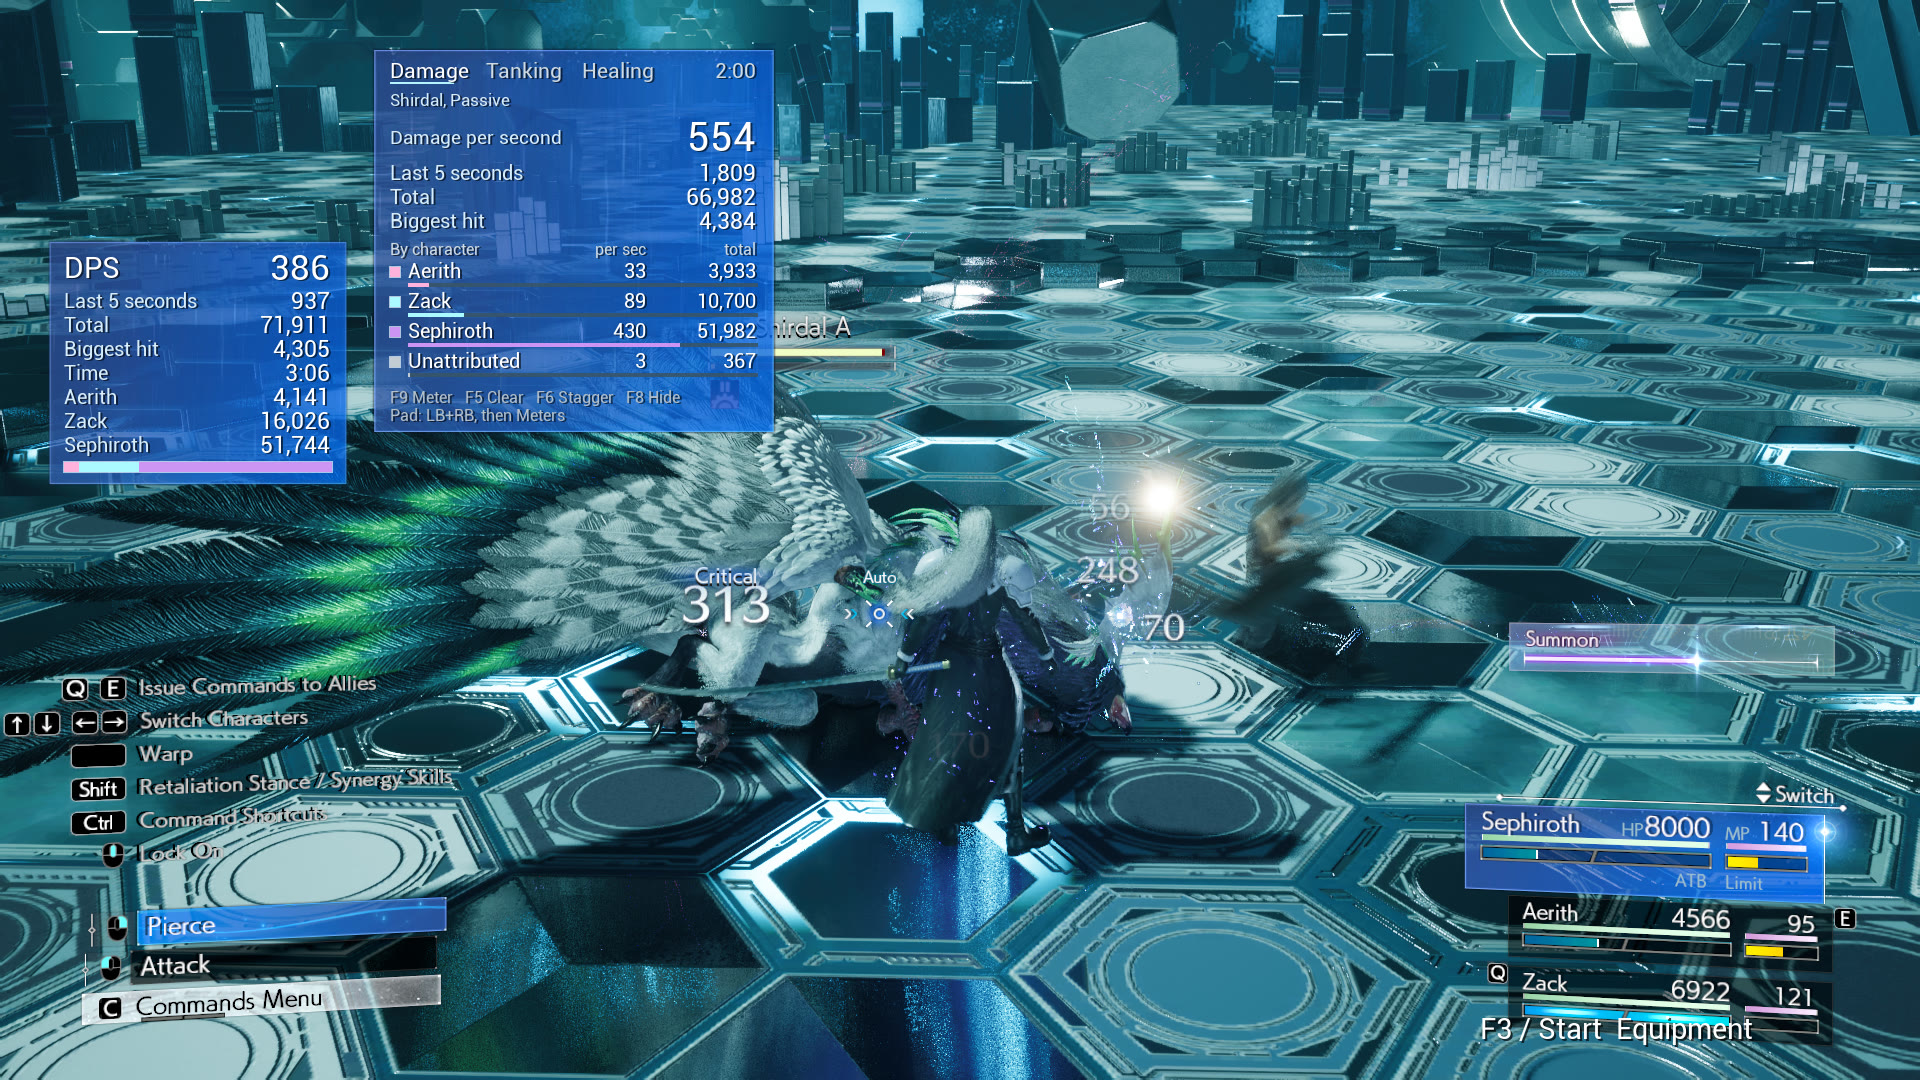 Damage Tanking Healing 2:00
Shirdal, Passive
Damage per second 554
Last 5 seconds 1,809
Total 66,982
Biggest hit 4,384
By character per sec total
Aerith 33 3,933
Zack 89 10,700
Sephiroth 430 51,982
Unattributed 3 367
F9 Meter F5 Clear F6 Stagger F8 Hide
Pad: LB+RB, then Meters
DPS 386
Last 5 seconds 937
Total 71,911
Biggest hit 4,305
Time 3:06
Aerith 4,141
Zack 16,026
Sephiroth 51,744
Shirdal A
56
248
70
Critical
313
Auto
170
Summon
Q E Issue Commands to Allies
↑ ↓ ← → Switch Characters
Warp
Shift Retaliation Stance / Synergy Skills
Ctrl Command Shortcuts
Lock On
Pierce
Attack
C Commands Menu
Switch
Sephiroth HP 8000 MP 140
ATB Limit
Aerith 4566 95 E
Q Zack 6922 121
F3 / Start Equipment